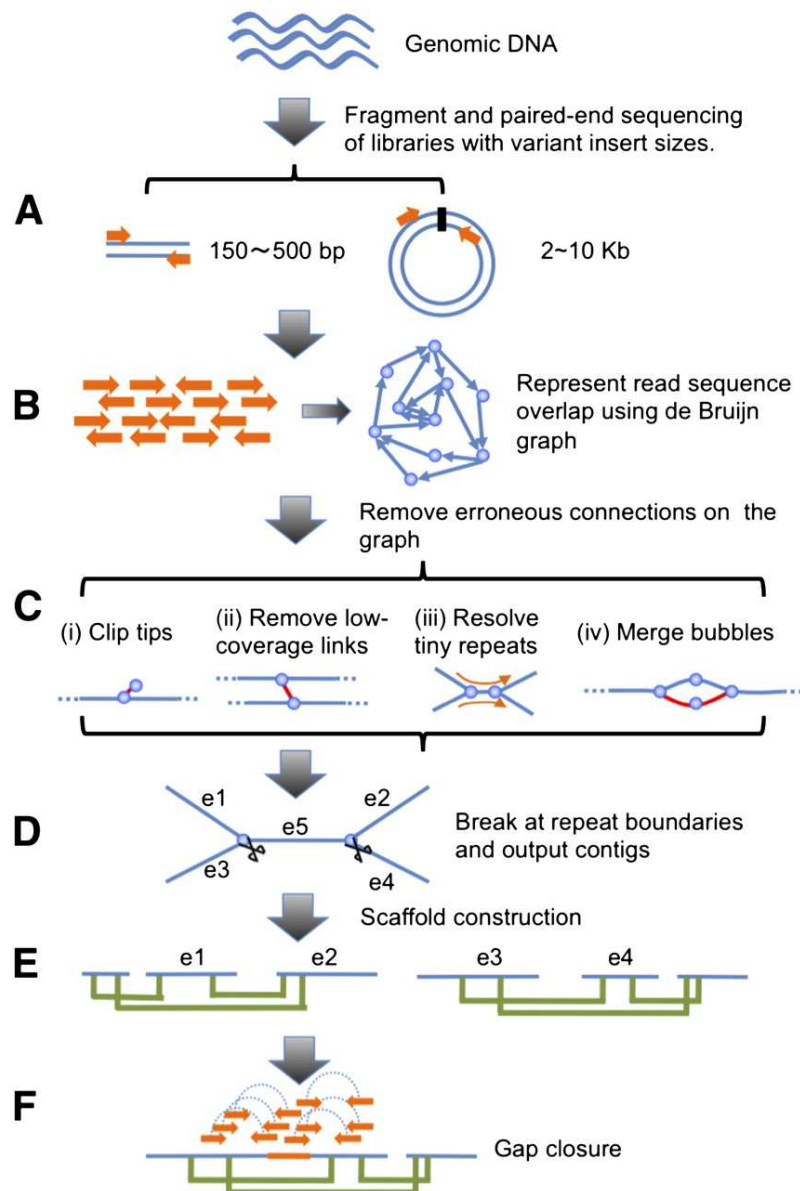 Genomic DNA
Fragment and paired-end sequencing
of libraries with variant insert sizes.
A
150～500 bp
2~10 Kb
B
Represent read sequence
overlap using de Bruijn
graph
Remove erroneous connections on the
graph
C
(i) Clip tips
(ii) Remove low-
coverage links
(iii) Resolve
tiny repeats
(iv) Merge bubbles
D
e1
e2
e5
e3
e4
Break at repeat boundaries
and output contigs
Scaffold construction
E
e1
e2
e3
e4
F
Gap closure